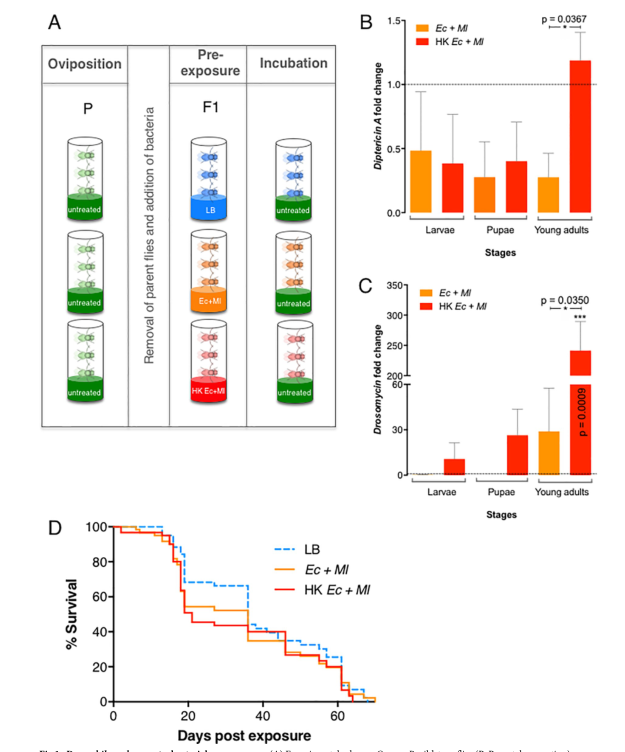 A
Oviposition
Pre-
exposure
Incubation
P
F1
Removal of parent flies and addition of bacteria
untreated
LB
untreated
untreated
Ec+Ml
untreated
untreated
HK Ec+Ml
untreated
B
p = 0.0367
*
Ec + Ml
HK Ec + Ml
Diptericin A fold change
1.5
1.0
0.5
0.0
Larvae
Pupae
Young adults
Stages
C
p = 0.0350
*
***
Ec + Ml
HK Ec + Ml
Drosomycin fold change
350
300
250
200
60
30
0
p = 0.0009
Larvae
Pupae
Young adults
Stages
D
% Survival
100
80
60
40
20
0
LB
Ec + Ml
HK Ec + Ml
0
20
40
60
Days post exposure